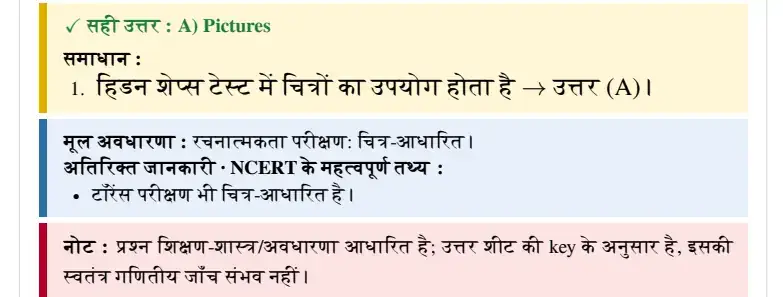 ✓ सही उत्तर : A) Pictures
समाधान :
1. हिडन शेप्स टेस्ट में चित्रों का उपयोग होता है → उत्तर (A)।
मूल अवधारणा : रचनात्मकता परीक्षण: चित्र-आधारित।
अतिरिक्त जानकारी · NCERT के महत्वपूर्ण तथ्य :
• टॉरेंस परीक्षण भी चित्र-आधारित है।
नोट : प्रश्न शिक्षण-शास्त्र/अवधारणा आधारित है; उत्तर शीट की key के अनुसार है, इसकी
स्वतंत्र गणितीय जाँच संभव नहीं।